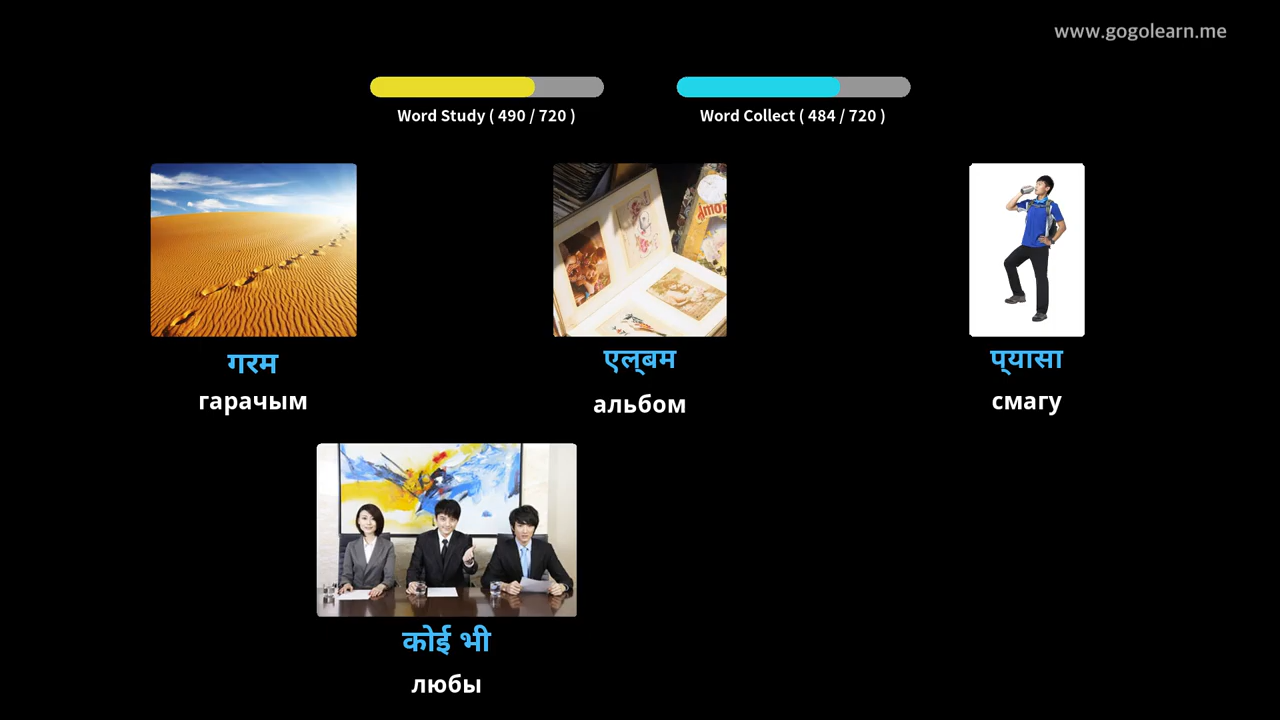 www.gogolearn.me
Word Study ( 490 / 720 )
Word Collect ( 484 / 720 )
गरम
гарачым
एल्बम
альбом
प्यासा
смагу
कोई भी
любы